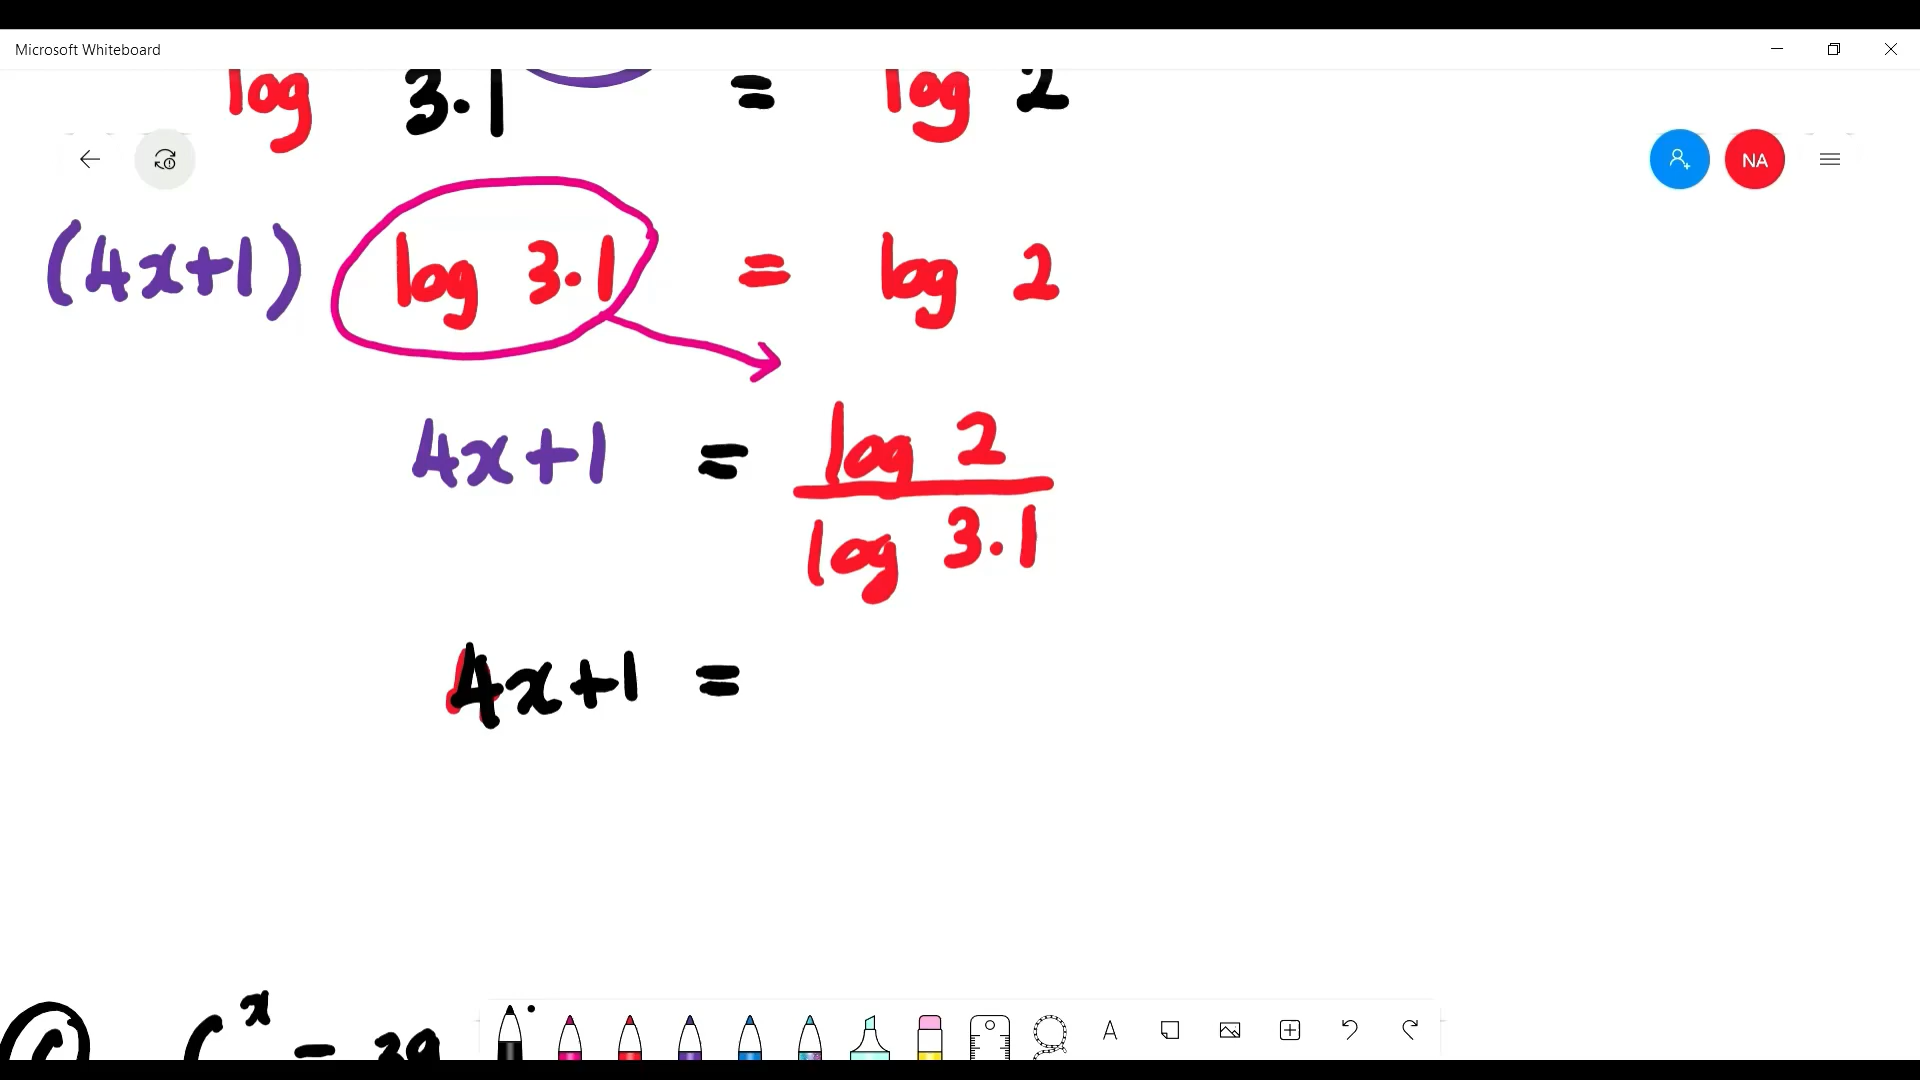 Microsoft Whiteboard
log 3.1 = log 2
NA
(4x+1) log 3.1 = log 2
4x+1 = log 2
log 3.1
4x+1 =
x
= 39
A